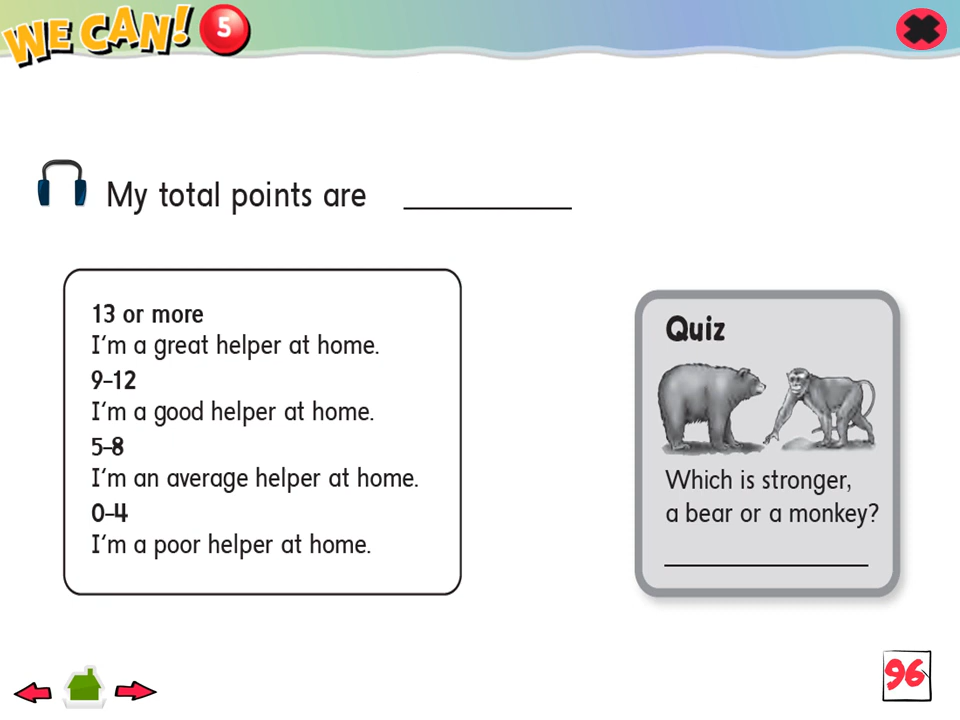 WE CAN! 5
My total points are
13 or more
I'm a great helper at home.
9–12
I'm a good helper at home.
5–8
I'm an average helper at home.
0–4
I'm a poor helper at home.
Quiz
Which is stronger,
a bear or a monkey?
96